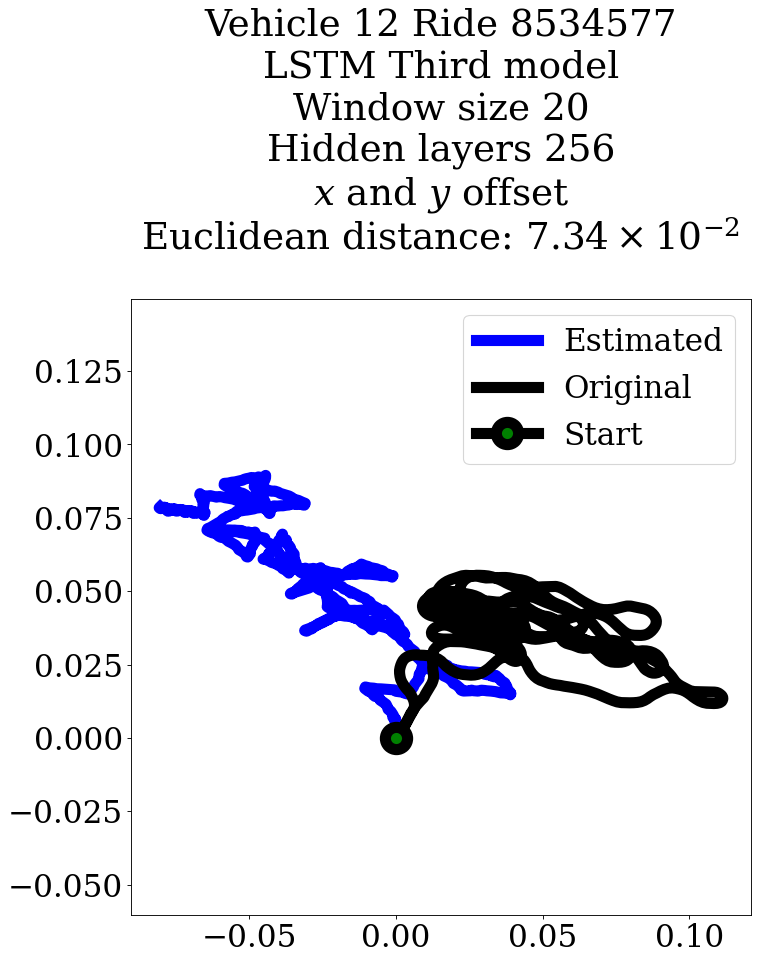 Vehicle 12 Ride 8534577
LSTM Third model
Window size 20
Hidden layers 256
x and y offset
Euclidean distance: 7.34 × 10⁻²
Estimated
Original
Start
0.125
0.100
0.075
0.050
0.025
0.000
−0.025
−0.050
−0.05 0.00 0.05 0.10